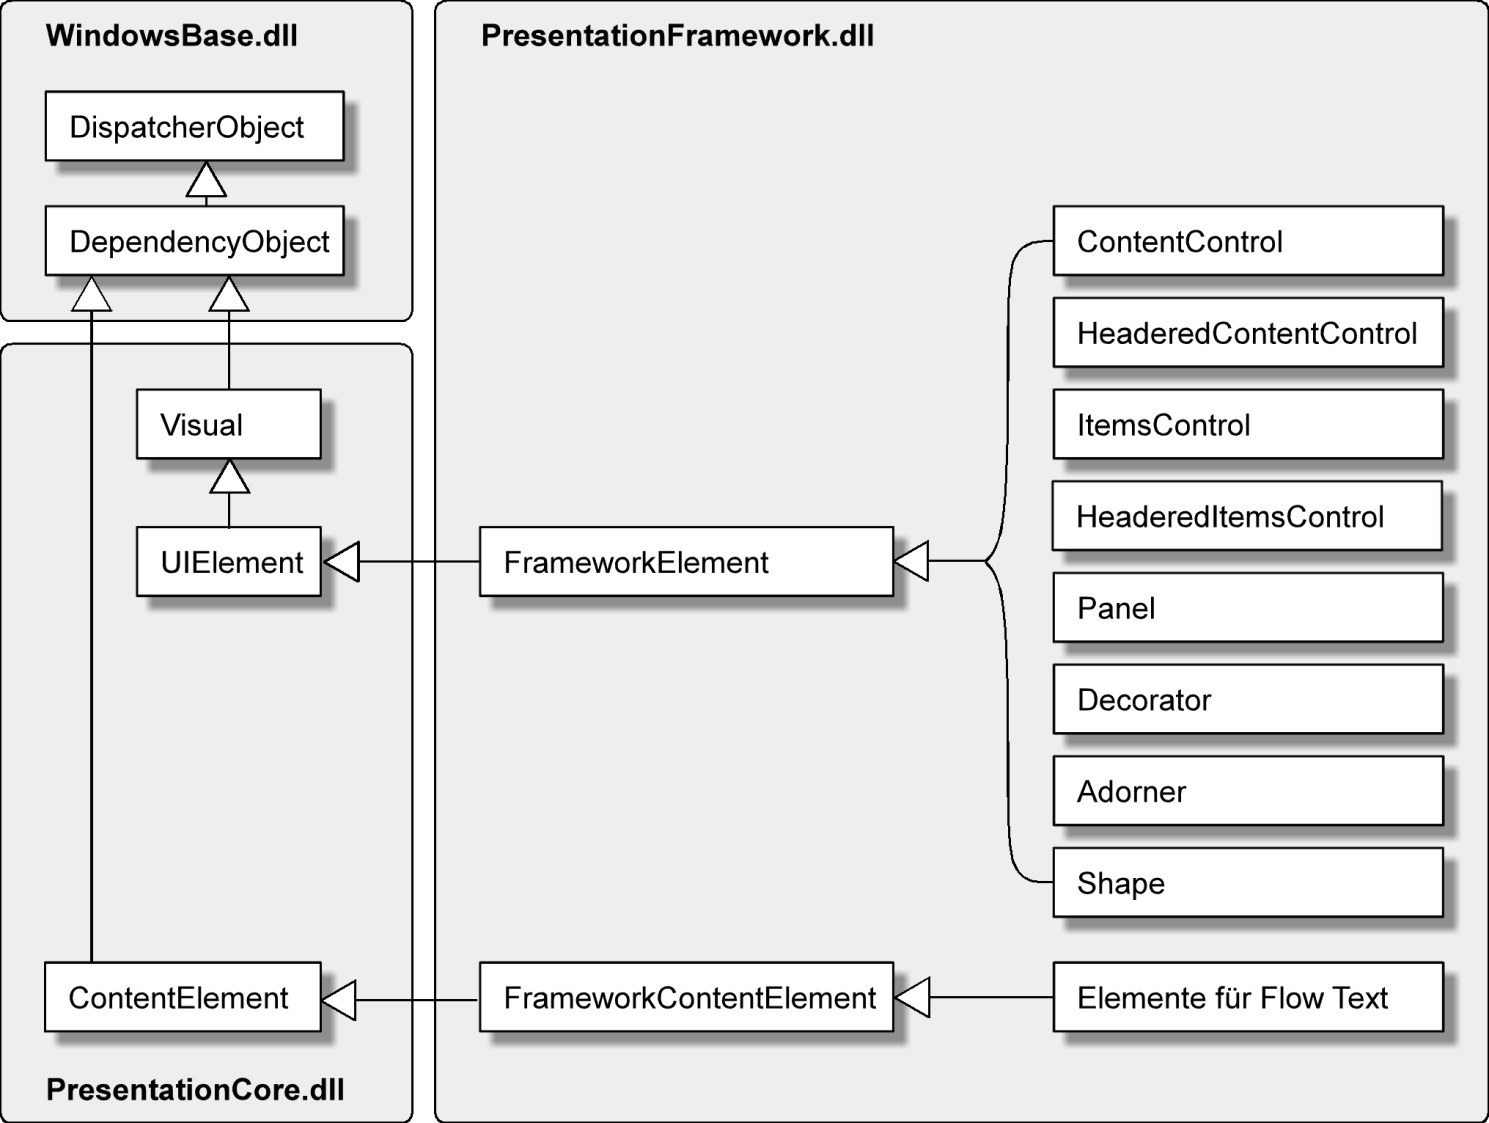 WindowsBase.dll
DispatcherObject
DependencyObject
Visual
UIElement
ContentElement
PresentationCore.dll
PresentationFramework.dll
FrameworkElement
FrameworkContentElement
ContentControl
HeaderedContentControl
ItemsControl
HeaderedItemsControl
Panel
Decorator
Adorner
Shape
Elemente für Flow Text